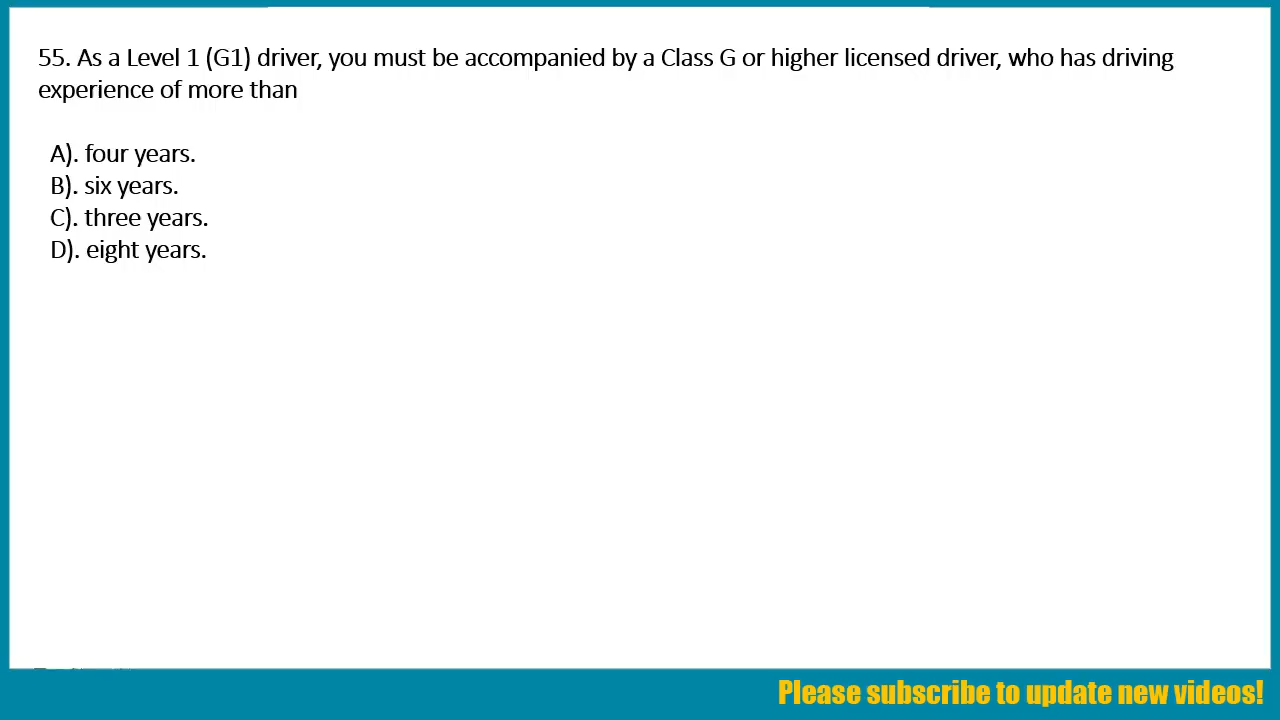 55. As a Level 1 (G1) driver, you must be accompanied by a Class G or higher licensed driver, who has driving
experience of more than
A). four years.
B). six years.
C). three years.
D). eight years.
Please subscribe to update new videos!